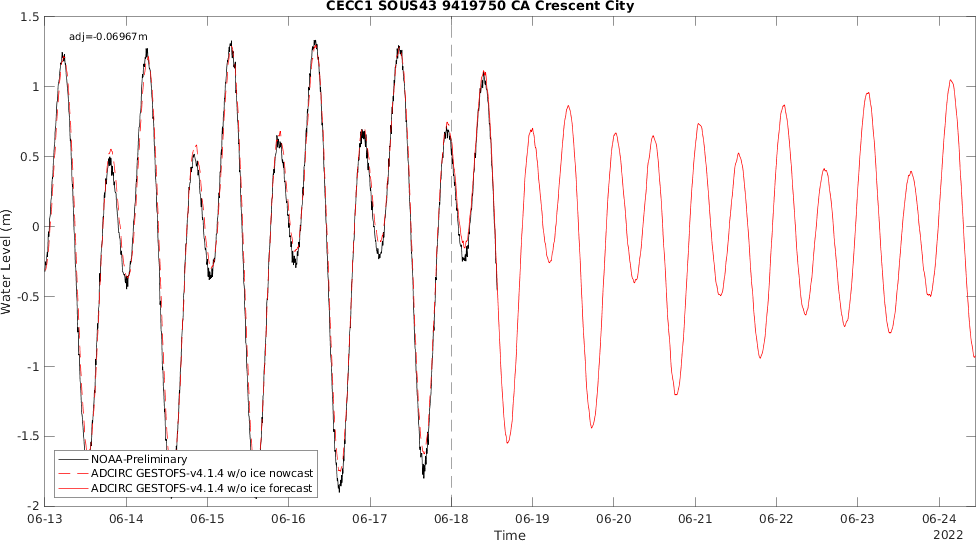 CECC1 SOUS43 9419750 CA Crescent City
adj=-0.06967m
Water Level (m)
1.5
1
0.5
0
-0.5
-1
-1.5
-2
NOAA-Preliminary
ADCIRC GESTOFS-v4.1.4 w/o ice nowcast
ADCIRC GESTOFS-v4.1.4 w/o ice forecast
06-13 06-14 06-15 06-16 06-17 06-18 06-19 06-20 06-21 06-22 06-23 06-24
Time
2022